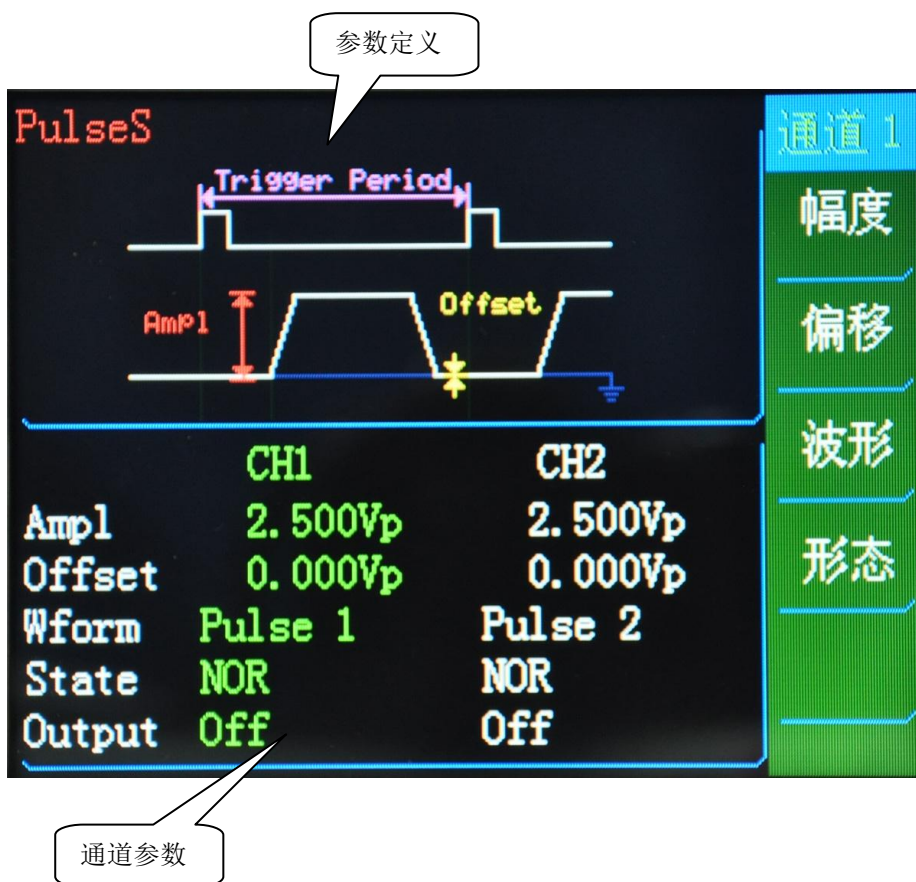 参数定义
PulseS
Trigger Period
Ampl
Offset
CH1 CH2
Ampl 2.500Vp 2.500Vp
Offset 0.000Vp 0.000Vp
Wform Pulse 1 Pulse 2
State NOR NOR
Output Off Off
通道 1
幅度
偏移
波形
形态
通道参数